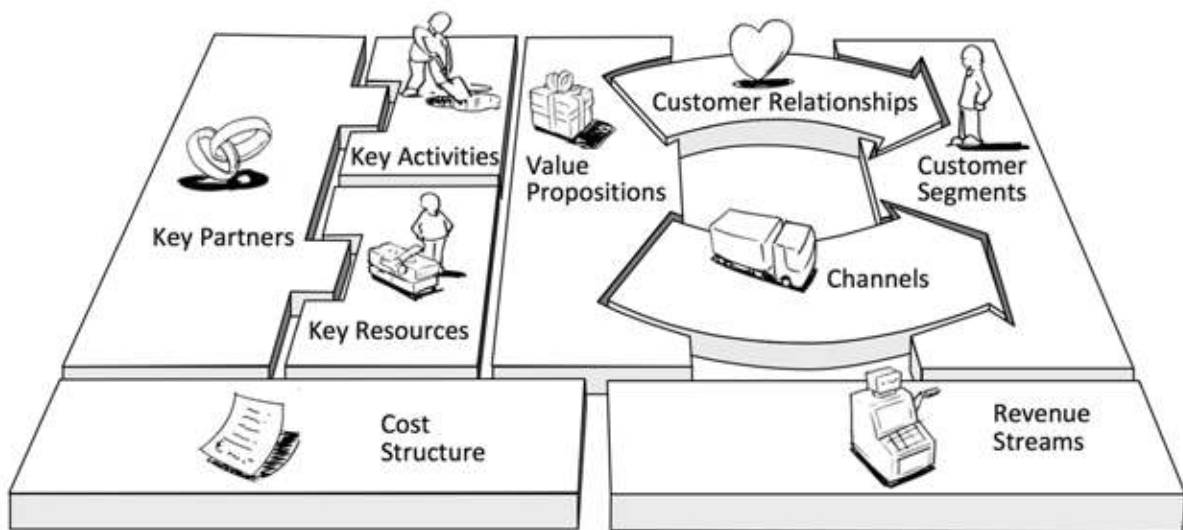 Customer Relationships
Key Activities
Value
Propositions
Customer
Segments
Key Partners
Channels
Key Resources
Cost
Structure
Revenue
Streams